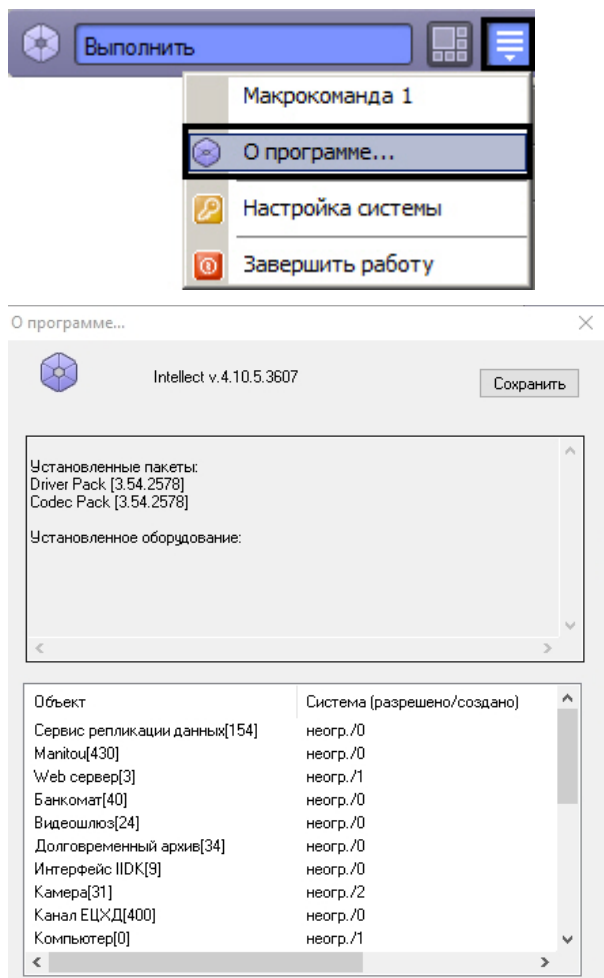 Выполнить
Макрокоманда 1
О программе...
Настройка системы
Завершить работу
О программе...
Intellect v.4.10.5.3607
Сохранить
Установленные пакеты:
Driver Pack [3.54.2578]
Codec Pack [3.54.2578]
Установленное оборудование:
Объект Система (разрешено/создано)
Сервис репликации данных[154] неогр./0
Manitou[430] неогр./0
Web сервер[3] неогр./1
Банкомат[40] неогр./0
Видеошлюз[24] неогр./0
Долговременный архив[34] неогр./0
Интерфейс IIDK[9] неогр./0
Камера[31] неогр./2
Канал ЕЦХД[400] неогр./0
Компьютер[0] неогр./1